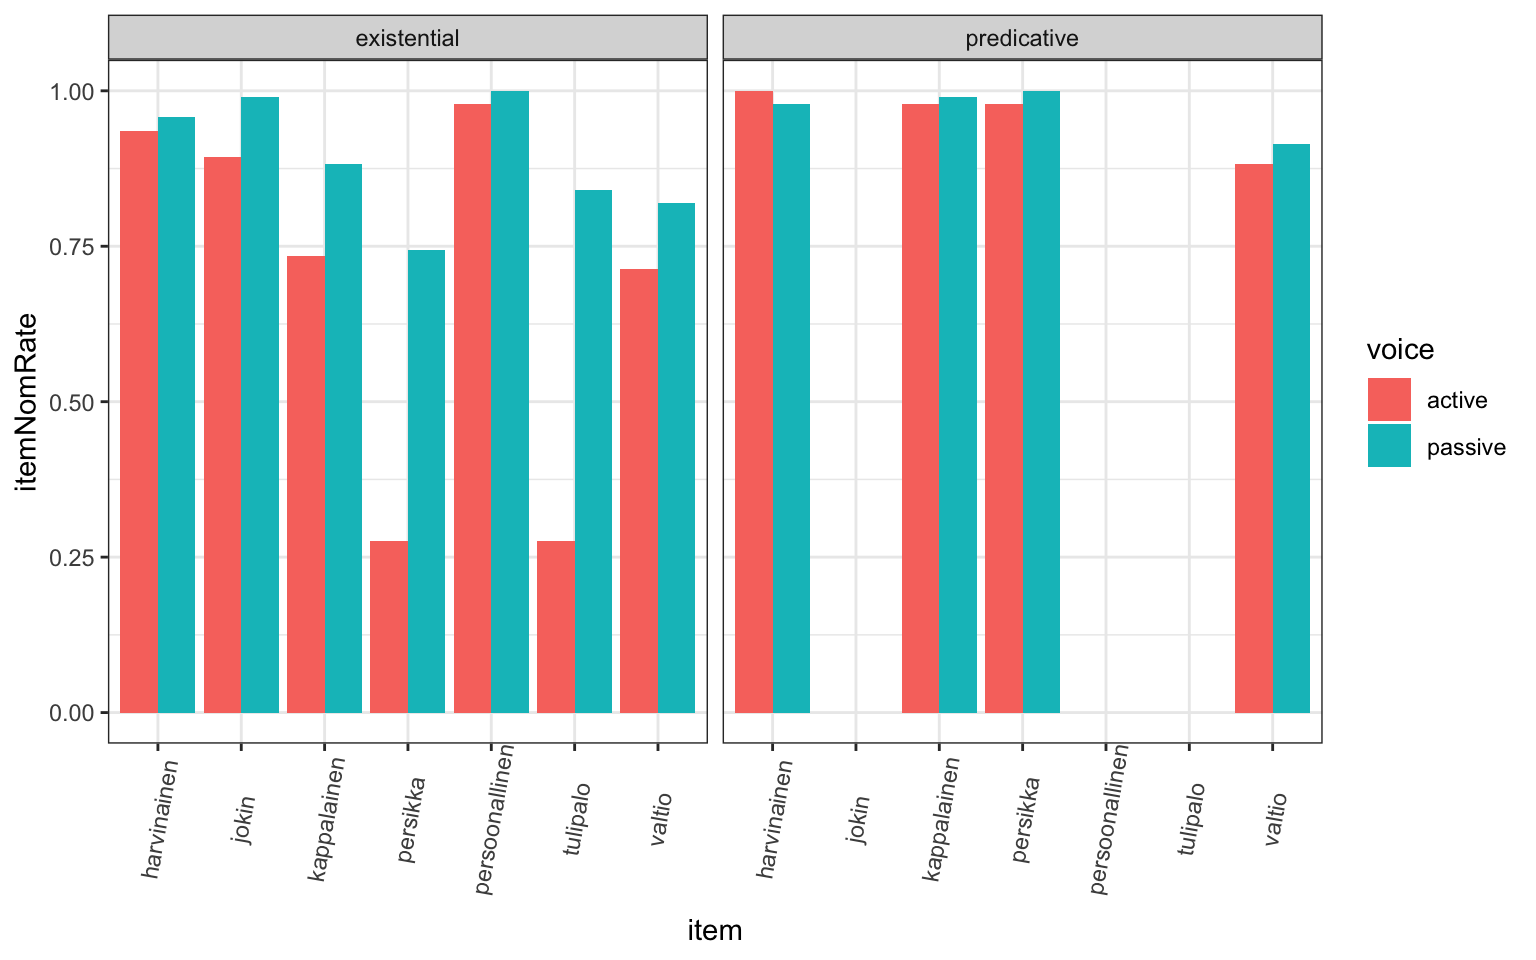 existential
predicative
1.00
0.75
0.50
0.25
0.00
itemNomRate
harvinainen
jokin
kappalainen
persikka
persoonallinen
tulipalo
valtio
harvinainen
jokin
kappalainen
persikka
persoonallinen
tulipalo
valtio
item
voice
active
passive